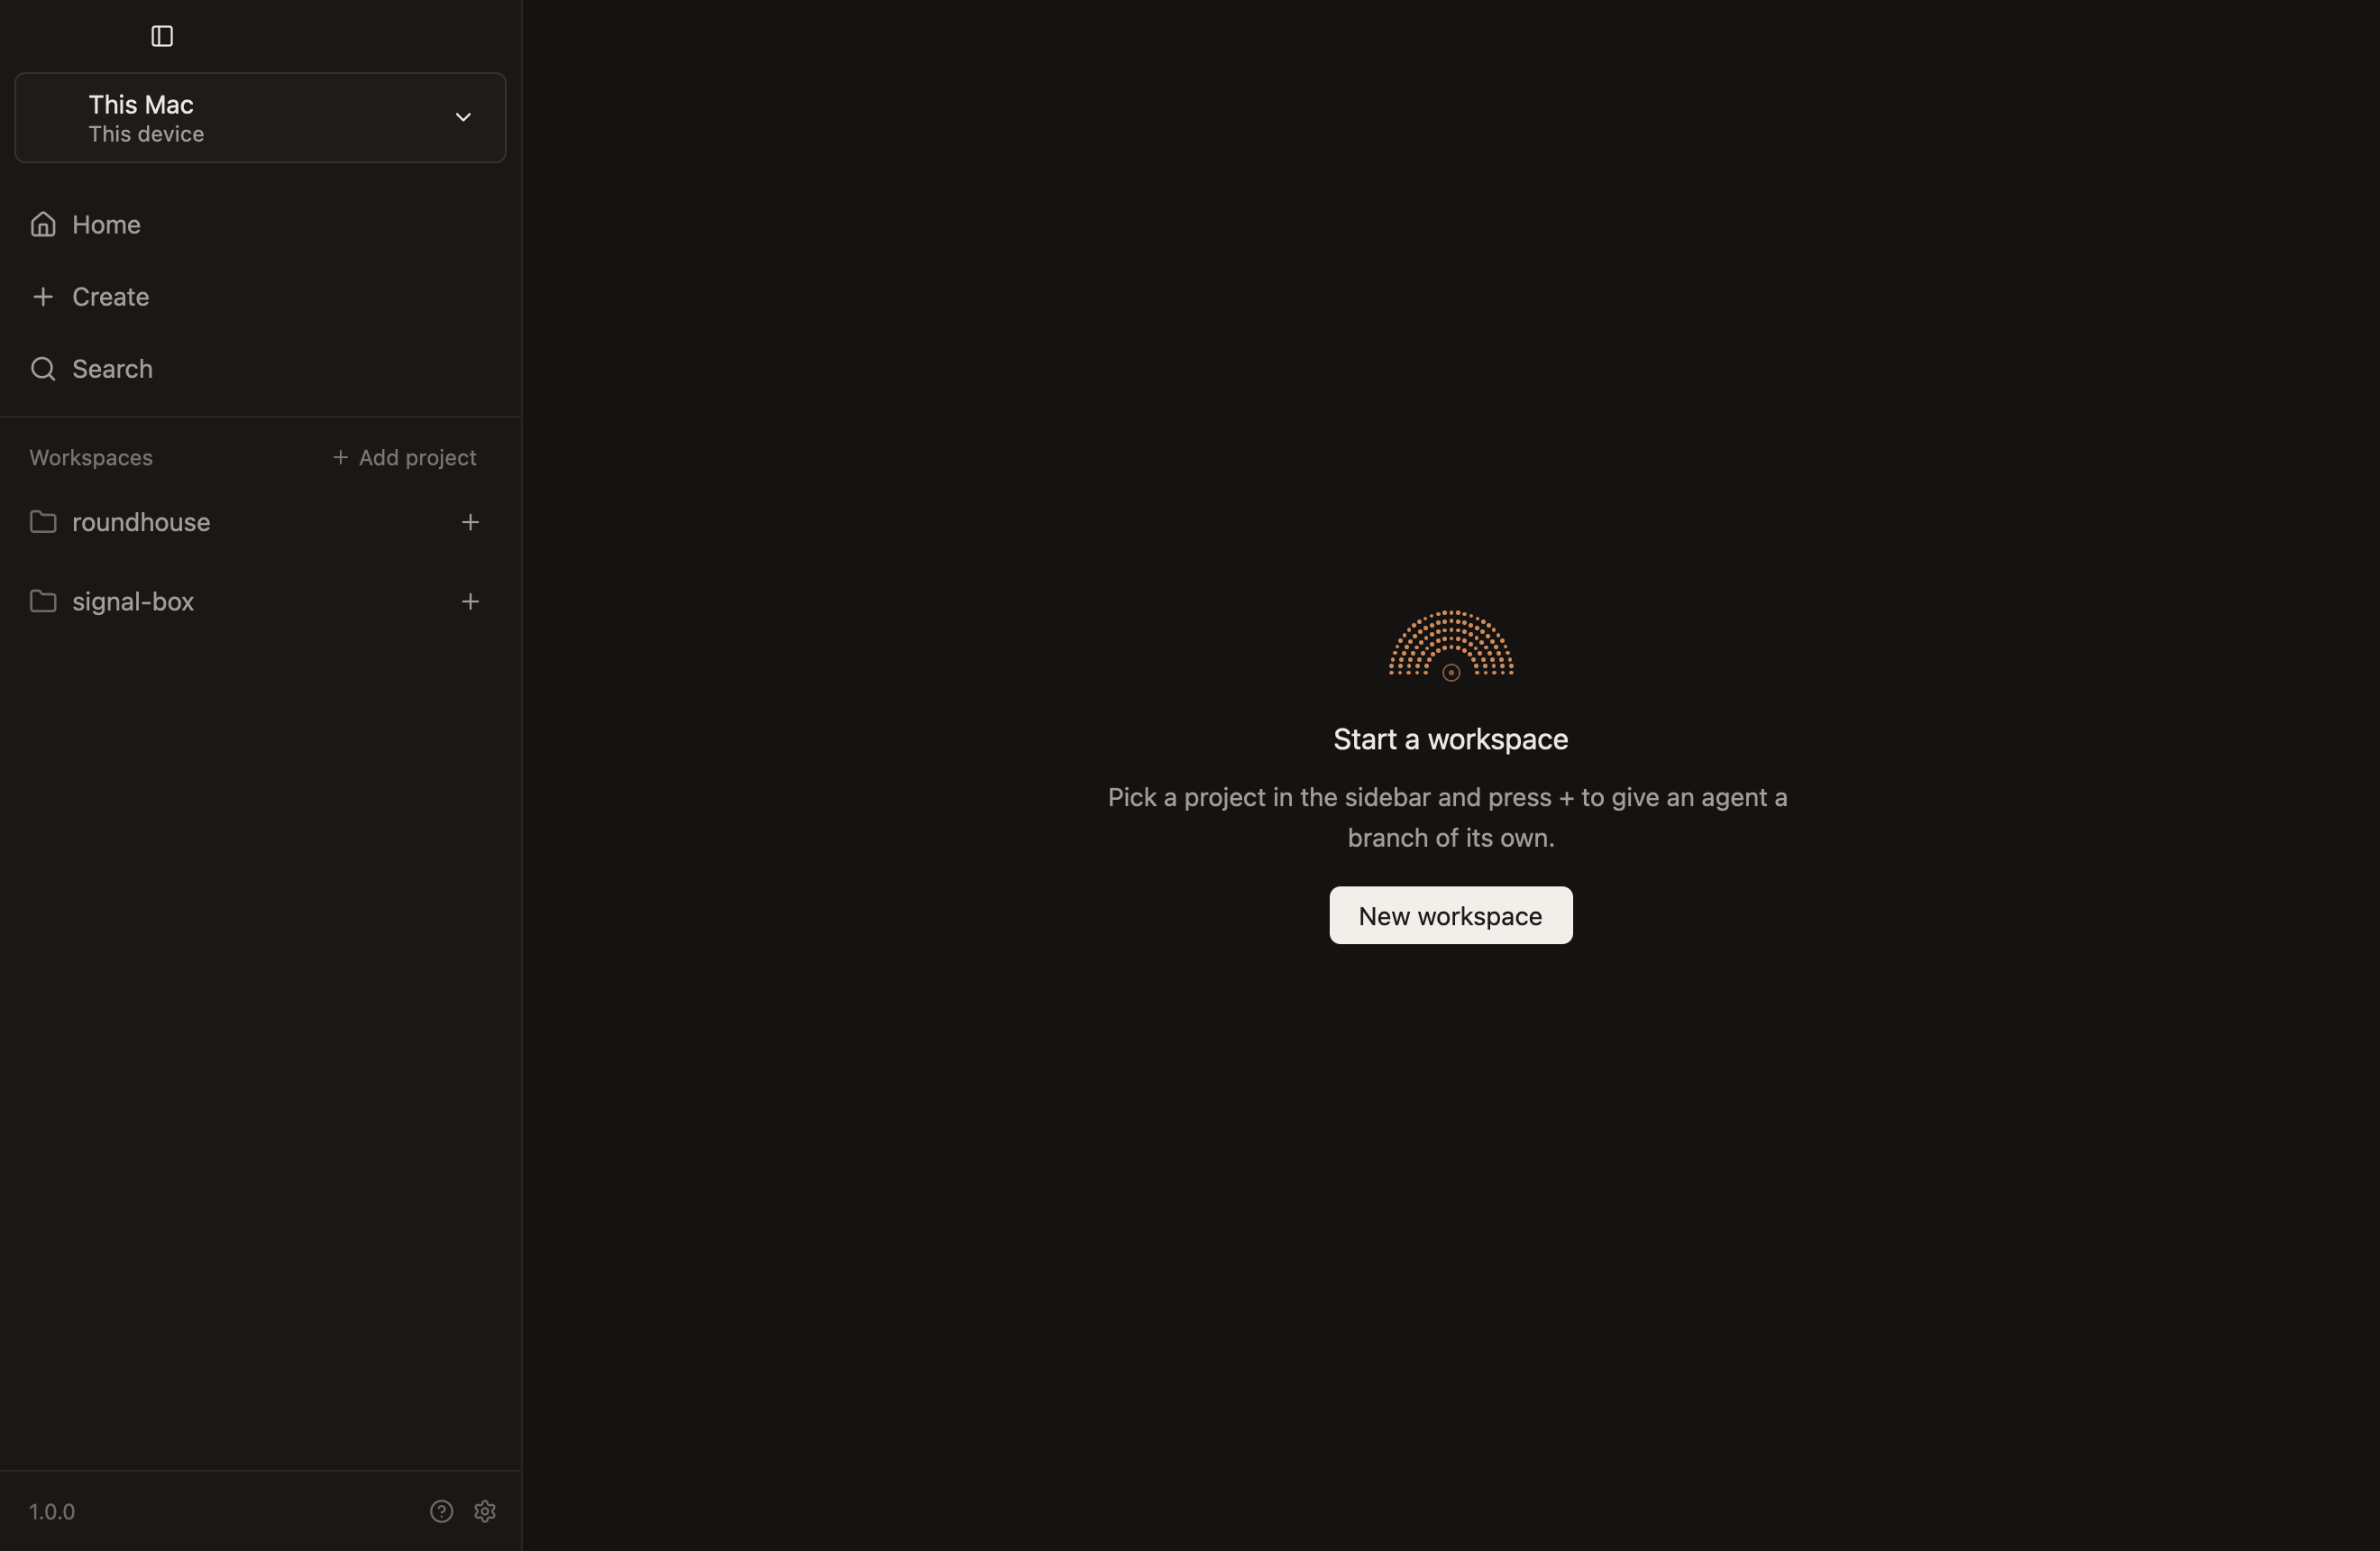 This Mac
This device
Home
Create
Search
Workspaces
+ Add project
roundhouse
signal-box
Start a workspace
Pick a project in the sidebar and press + to give an agent a
branch of its own.
New workspace
1.0.0